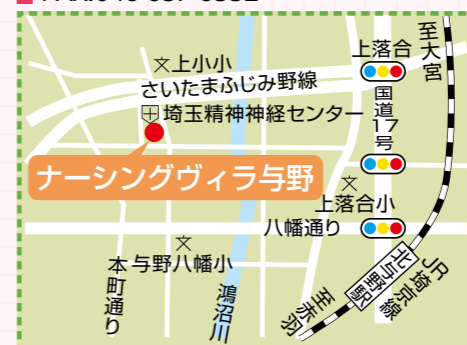 上落合
至大宮
文上小小
さいたまふじみ野線
埼玉精神神経センター
国道17号
ナーシングヴィラ与野
文
上落合小
八幡通り
文
与野八幡小
本町通り
鴻沼川
北与野駅
JR埼京線
至赤羽